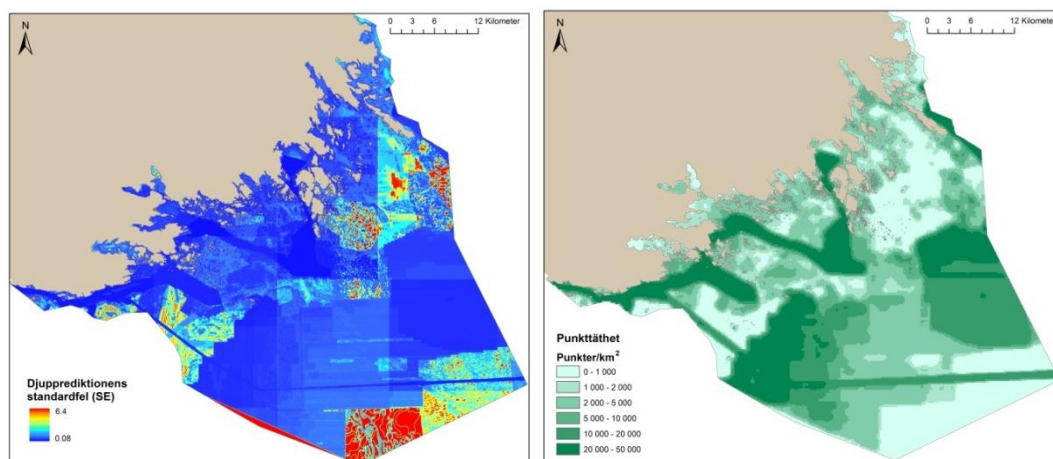 N
0 3 6 12 Kilometer
Djupprediktionens
standardfel (SE)
6.4
0.08
N
0 3 6 12 Kilometer
Punkttäthet
Punkter/km²
0 - 1 000
1 000 - 2 000
2 000 - 5 000
5 000 - 10 000
10 000 - 20 000
20 000 - 50 000